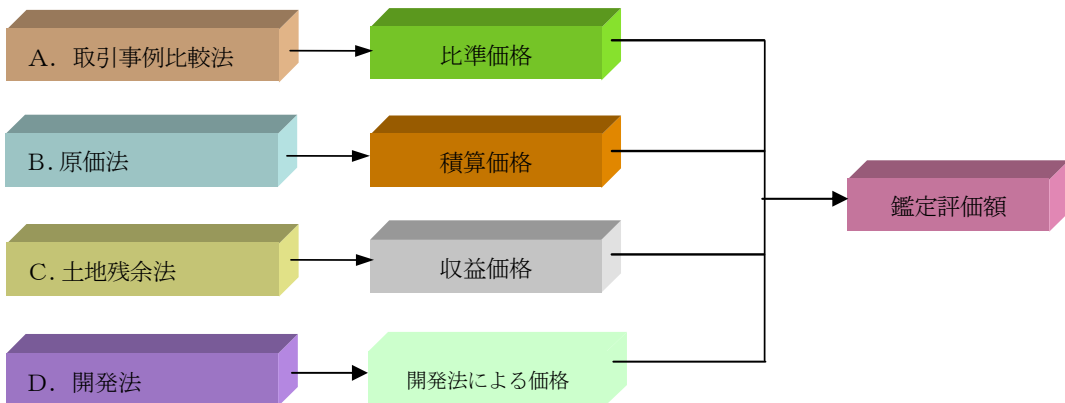 A. 取引事例比較法
比準価格
B. 原価法
積算価格
鑑定評価額
C. 土地残余法
収益価格
D. 開発法
開発法による価格